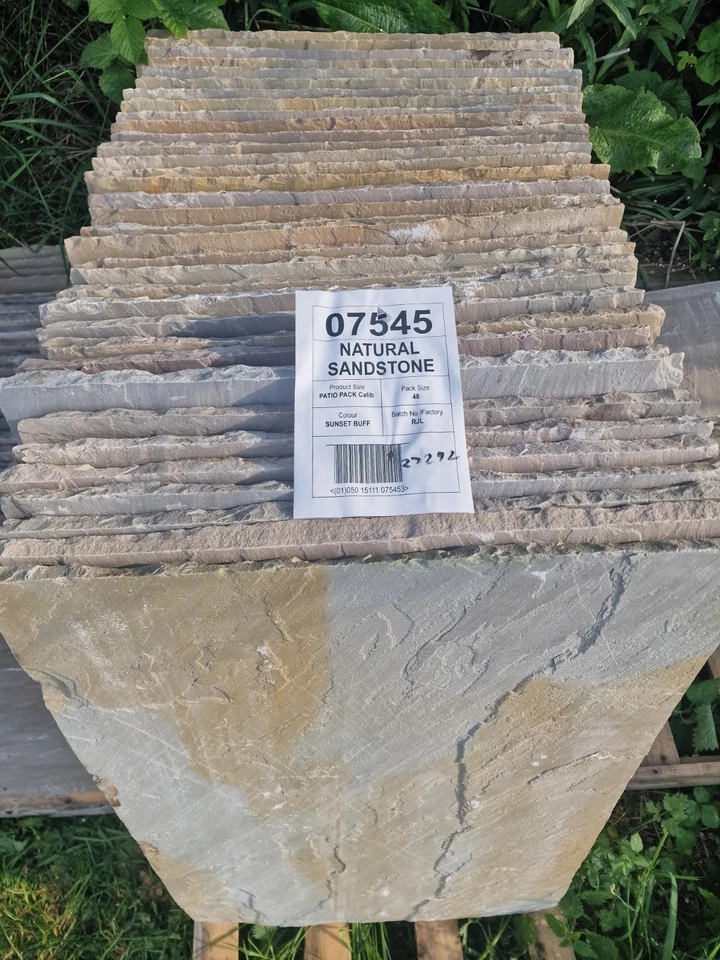 07545
NATURAL
SANDSTONE
Product Size
PATIO PACK Calib
Pack Size
48
Colour
SUNSET BUFF
Batch No./Factory
RJL
27292
<(01)050 15111 075453>